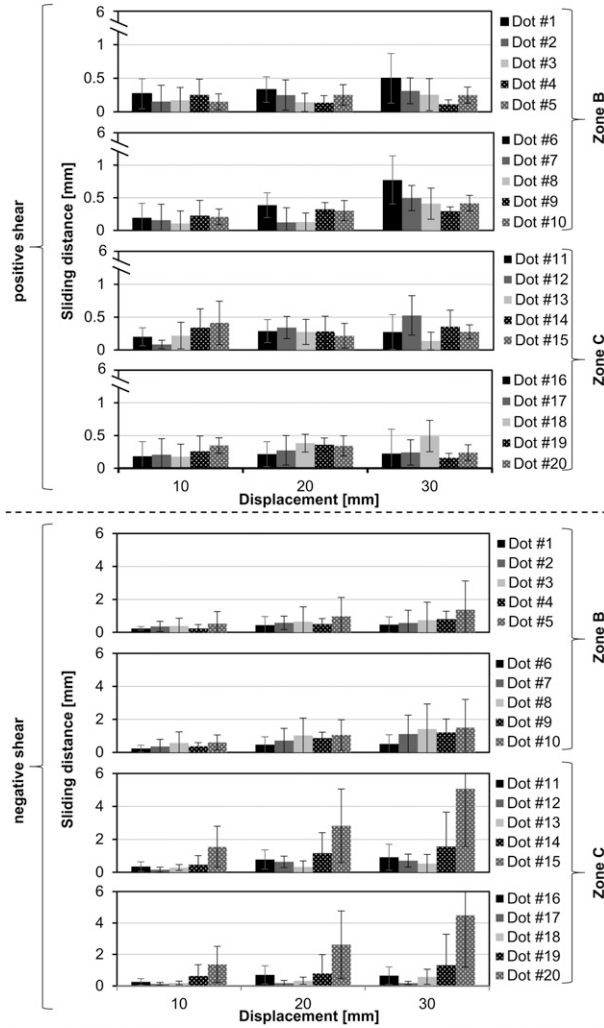 positive shear
Sliding distance [mm]
6
1
0.5
0
Dot #1
Dot #2
Dot #3
Dot #4
Dot #5
Zone B
6
1
0.5
0
Dot #6
Dot #7
Dot #8
Dot #9
Dot #10
6
1
0.5
0
Dot #11
Dot #12
Dot #13
Dot #14
Dot #15
Zone C
6
1
0.5
0
Dot #16
Dot #17
Dot #18
Dot #19
Dot #20
10 20 30
Displacement [mm]
negative shear
Sliding distance [mm]
6
4
2
0
Dot #1
Dot #2
Dot #3
Dot #4
Dot #5
Zone B
6
4
2
0
Dot #6
Dot #7
Dot #8
Dot #9
Dot #10
6
4
2
0
Dot #11
Dot #12
Dot #13
Dot #14
Dot #15
Zone C
6
4
2
0
Dot #16
Dot #17
Dot #18
Dot #19
Dot #20
10 20 30
Displacement [mm]